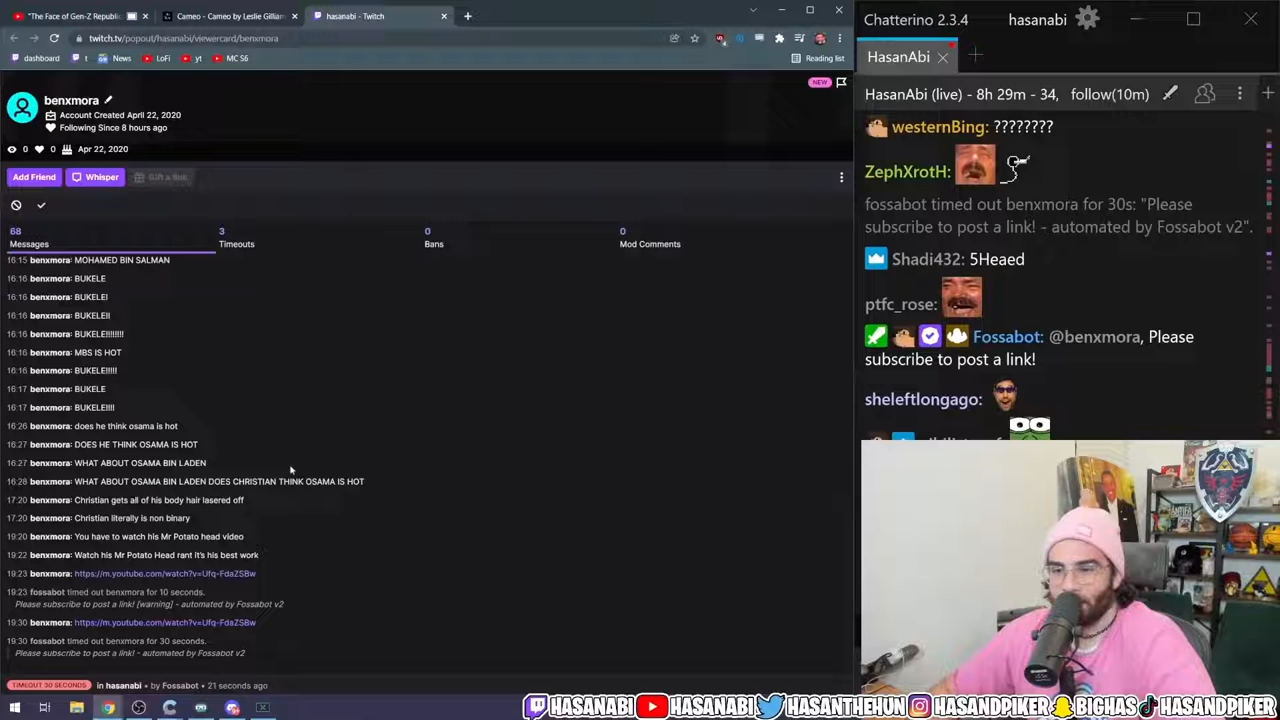 "The Face of Gen-Z Republic
Cameo - Cameo by Leslie Gilliam
hasanabi - Twitch
twitch.tv/popout/hasanabi/viewercard/benxmora
dashboard
t
News
LoFi
yt
MC S6
Reading list
NEW
benxmora
Account Created April 22, 2020
Following Since 8 hours ago
0
0
Apr 22, 2020
Add Friend
Whisper
Gift a Sub
68
3
0
0
Messages
Timeouts
Bans
Mod Comments
16:15 benxmora: MOHAMED BIN SALMAN
16:16 benxmora: BUKELE
16:16 benxmora: BUKELE!
16:16 benxmora: BUKELE!!
16:16 benxmora: BUKELE!!!!!!!!
16:16 benxmora: MBS IS HOT
16:16 benxmora: BUKELE!!!!!
16:17 benxmora: BUKELE
16:17 benxmora: BUKELE!!!!
16:26 benxmora: does he think osama is hot
16:27 benxmora: DOES HE THINK OSAMA IS HOT
16:27 benxmora: WHAT ABOUT OSAMA BIN LADEN
16:28 benxmora: WHAT ABOUT OSAMA BIN LADEN DOES CHRISTIAN THINK OSAMA IS HOT
17:20 benxmora: Christian gets all of his body hair lasered off
17:20 benxmora: Christian literally is non binary
19:20 benxmora: You have to watch his Mr Potato head video
19:22 benxmora: Watch his Mr Potato Head rant it's his best work
19:23 benxmora: https://m.youtube.com/watch?v=Ufq-FdaZSBw
19:23 fossabot timed out benxmora for 10 seconds.
Please subscribe to post a link! [warning] - automated by Fossabot v2
19:30 benxmora: https://m.youtube.com/watch?v=Ufq-FdaZSBw
19:30 fossabot timed out benxmora for 30 seconds.
Please subscribe to post a link! - automated by Fossabot v2
TIMEOUT 30 SECONDS in hasanabi • by Fossabot • 21 seconds ago
Chatterino 2.3.4
hasanabi
HasanAbi
HasanAbi (live) - 8h 29m - 34, follow(10m)
westernBing: ????????
ZephXrotH:
fossabot timed out benxmora for 30s: "Please
subscribe to post a link! - automated by Fossabot v2".
Shadi432: 5Heaed
ptfc_rose:
Fossabot: @benxmora, Please
subscribe to post a link!
sheleftlongago:
HASANABI
HASANABI
HASANTHEHUN
HASANDPIKER
BIGHAS
HASANDPIKER